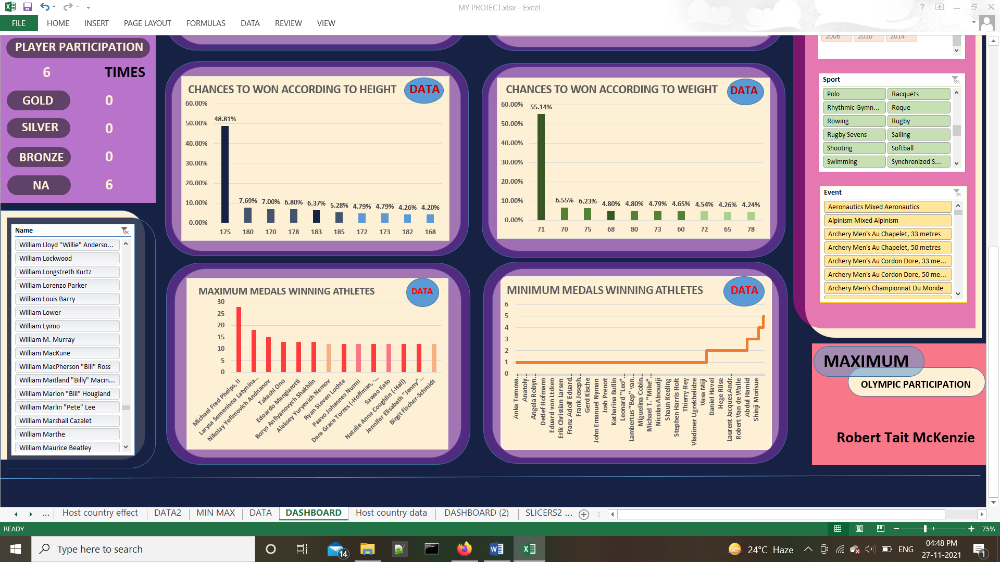 MY PROJECT.xlsx - Excel
FILE HOME INSERT PAGE LAYOUT FORMULAS DATA REVIEW VIEW
PLAYER PARTICIPATION
6 TIMES
GOLD 0
SILVER 0
BRONZE 0
NA 6
Name
William Lloyd "Willie" Anderso...
William Lockwood
William Longstreth Kurtz
William Lorenzo Parker
William Louis Barry
William Lower
William Lyimo
William M. Murray
William MacKune
William MacPherson "Bill" Ross
William Maitland "Billy" Macin...
William Marion "Bill" Hougland
William Marlin "Pete" Lee
William Marshall Cazalet
William Marthe
William Maurice Beatley
CHANCES TO WON ACCORDING TO HEIGHT
DATA
60.00%
50.00%
40.00%
30.00%
20.00%
10.00%
0.00%
48.81% 7.69% 7.00% 6.80% 6.37% 5.28% 4.79% 4.79% 4.26% 4.20%
175 180 170 178 183 185 172 173 182 168
CHANCES TO WON ACCORDING TO WEIGHT
DATA
60.00%
50.00%
40.00%
30.00%
20.00%
10.00%
0.00%
55.14% 6.55% 6.23% 4.80% 4.80% 4.79% 4.65% 4.54% 4.26% 4.24%
71 70 75 68 80 73 60 72 65 78
MAXIMUM MEDALS WINNING ATHLETES
DATA
30
25
20
15
10
5
0
Michael Fred Phelps, II
Larysa Semenivna Latynina...
Nikolay Yefimovich Andrianov
Takashi Ono
Edoardo Mangiarotti
Borys Anfiyanovych Shakhlin
Aleksey Yuryevich Nemov
Ryan Steven Lochte
Paavo Johannes Nurmi
Dara Grace Torres (-Hoffman, -...
Sawao Kato
Natalie Anne Coughlin (-Hall)
Jennifer Elisabeth "Jenny"...
Birgit Fischer-Schmidt
MINIMUM MEDALS WINNING ATHLETES
DATA
6
5
4
3
2
1
0
Anka Tomova...
Anatoly...
Angela Robyn...
Detlef Hofmann
Eduard von Ltcken
Erik Christian Larsen
Franz Adolf Eduard...
Frank Joseph...
Gerd Kische
John Emanuel Nyman
Josh Prenot
Katharina Bullin
Leonard "Leo"...
Lambertus "Bep" van...
Miguelina Cobin...
Michael T. "Mike"...
Nicolas Alnoudji
Shaun Keeling
Stephen Harris Holt
Thierry Rey
Vladimer Ugrekhelidze
Vasa Miji
Daniel Havel
Hege Riise
Laurent Jacques Andr...
Robert Van de Walle
Abdul Hamid
Shinji Morisue
2006 2010 2014
Sport
Polo Racquets
Rhythmic Gymn... Roque
Rowing Rugby
Rugby Sevens Sailing
Shooting Softball
Swimming Synchronized S...
Event
Aeronautics Mixed Aeronautics
Alpinism Mixed Alpinism
Archery Men's Au Chapelet, 33 metres
Archery Men's Au Chapelet, 50 metres
Archery Men's Au Cordon Dore, 33 me...
Archery Men's Au Cordon Dore, 50 me...
Archery Men's Championnat Du Monde
MAXIMUM
OLYMPIC PARTICIPATION
Robert Tait McKenzie
... Host country effect DATA2 MIN MAX DATA DASHBOARD Host country data DASHBOARD (2) SLICERS2 ...
READY 75%
Type here to search
14
24°C Haze
ENG
04:48 PM
27-11-2021
1